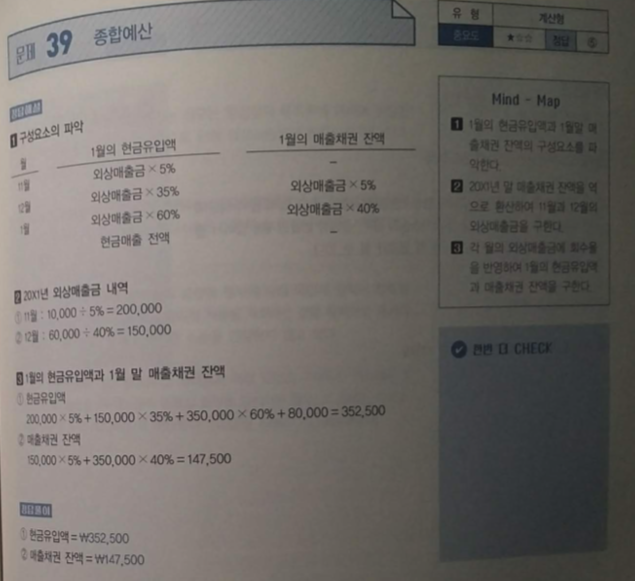 문제 39 종합예산
유 형 계산형
중요도 ★☆☆ 정답 ⑤
정답해설
1 구성요소의 파악
월 1월의 현금유입액 1월의 매출채권 잔액
11월 외상매출금×5% –
12월 외상매출금×35% 외상매출금×5%
1월 외상매출금×60% 외상매출금×40%
현금매출 전액 –
2 20X1년 외상매출금 내역
① 11월 : 10,000÷5%=200,000
② 12월 : 60,000÷40%=150,000
3 1월의 현금유입액과 1월 말 매출채권 잔액
① 현금유입액
200,000×5%+150,000×35%+350,000×60%+80,000=352,500
② 매출채권 잔액
150,000×5%+350,000×40%=147,500
① 현금유입액=₩352,500
② 매출채권 잔액=₩147,500
Mind - Map
1 1월의 현금유입액과 1월말 매
출채권 잔액의 구성요소를 파
악한다.
2 20X1년 말 매출채권 잔액을 역
으로 환산하여 11월과 12월의
외상매출금을 구한다.
3 각 월의 외상매출금에 회수율
을 반영하여 1월의 현금유입액
과 매출채권 잔액을 구한다.
한번 더 CHECK